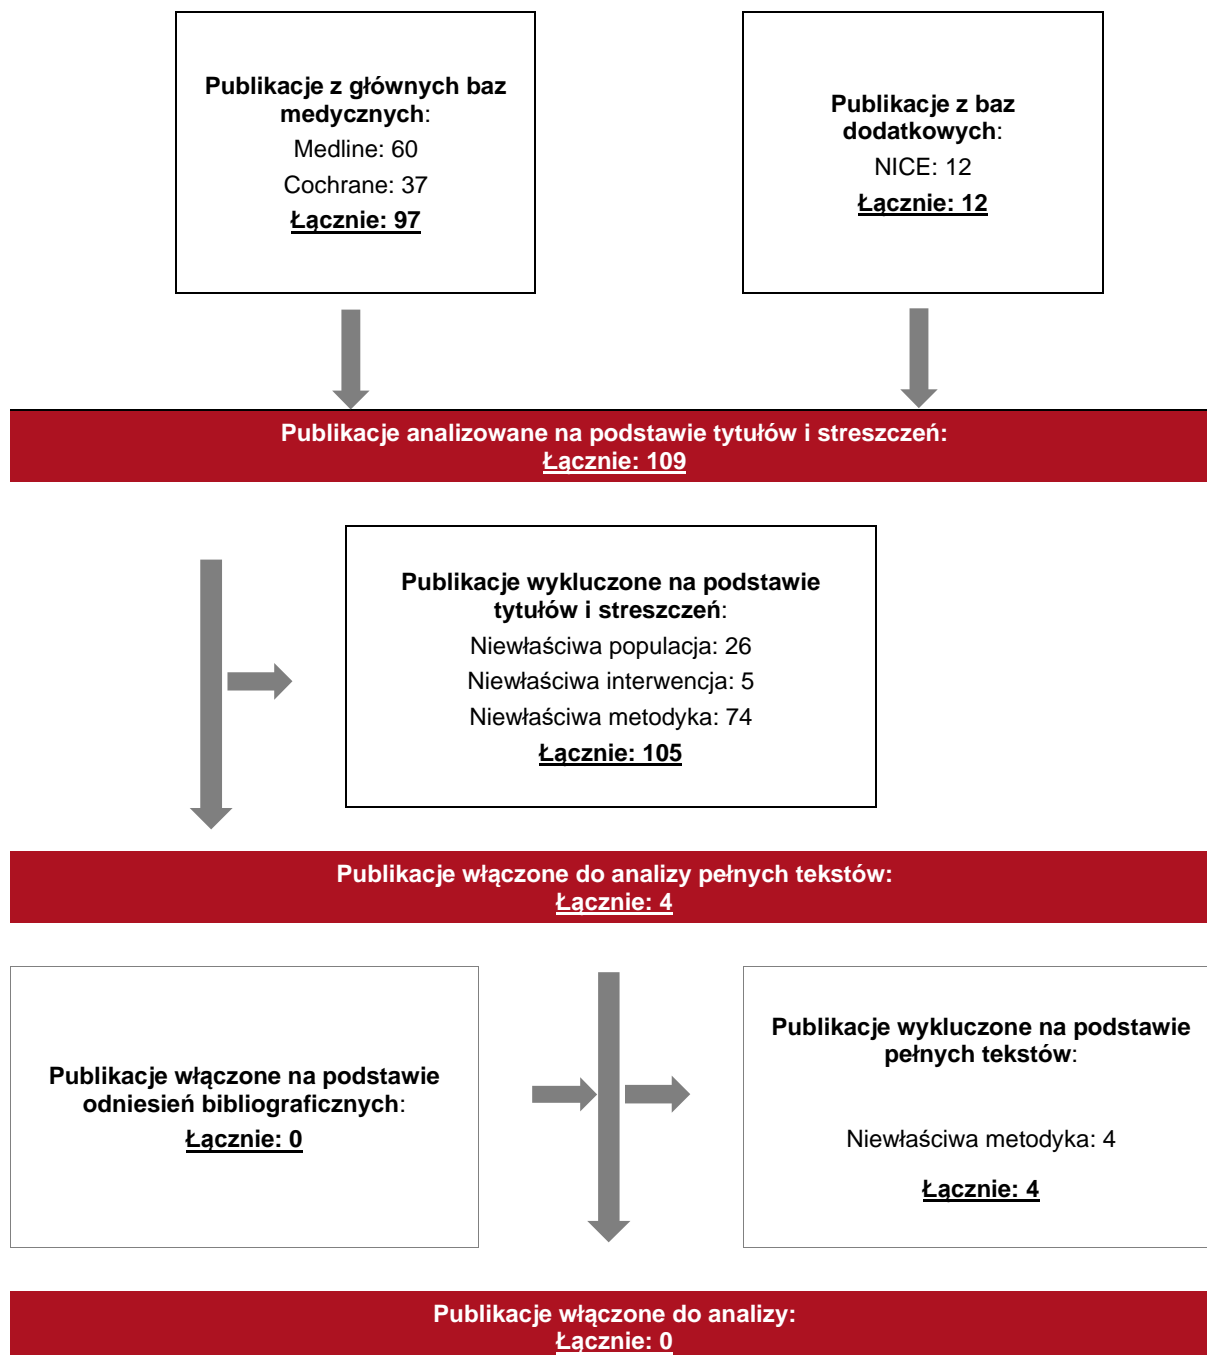 Publikacje z głównych baz
medycznych:
Medline: 60
Cochrane: 37
Łącznie: 97
Publikacje z baz
dodatkowych:
NICE: 12
Łącznie: 12
Publikacje analizowane na podstawie tytułów i streszczeń:
Łącznie: 109
Publikacje wykluczone na podstawie
tytułów i streszczeń:
Niewłaściwa populacja: 26
Niewłaściwa interwencja: 5
Niewłaściwa metodyka: 74
Łącznie: 105
Publikacje włączone do analizy pełnych tekstów:
Łącznie: 4
Publikacje włączone na podstawie
odniesień bibliograficznych:
Łącznie: 0
Publikacje wykluczone na podstawie
pełnych tekstów:
Niewłaściwa metodyka: 4
Łącznie: 4
Publikacje włączone do analizy:
Łącznie: 0